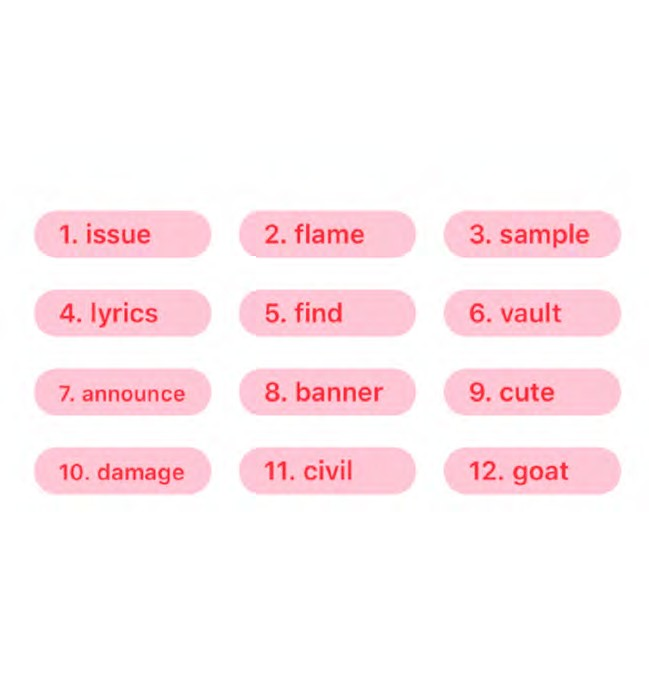 1. issue 2. flame 3. sample
4. lyrics 5. find 6. vault
7. announce 8. banner 9. cute
10. damage 11. civil 12. goat